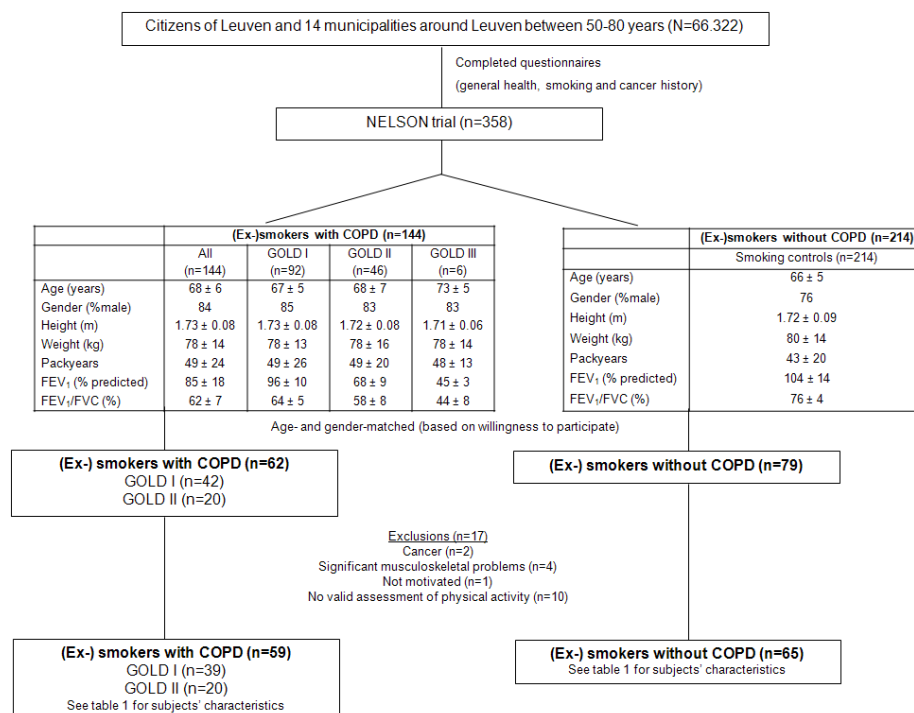 Citizens of Leuven and 14 municipalities around Leuven between 50-80 years (N=66.322)
Completed questionnaires
(general health, smoking and cancer history)
NELSON trial (n=358)
(Ex-)smokers with COPD (n=144)
All GOLD I GOLD II GOLD III
(n=144) (n=92) (n=46) (n=6)
Age (years) 68 ± 6 67 ± 5 68 ± 7 73 ± 5
Gender (%male) 84 85 83 83
Height (m) 1.73 ± 0.08 1.73 ± 0.08 1.72 ± 0.08 1.71 ± 0.06
Weight (kg) 78 ± 14 78 ± 13 78 ± 16 78 ± 14
Packyears 49 ± 24 49 ± 26 49 ± 20 48 ± 13
FEV₁ (% predicted) 85 ± 18 96 ± 10 68 ± 9 45 ± 3
FEV₁/FVC (%) 62 ± 7 64 ± 5 58 ± 8 44 ± 8
(Ex-)smokers without COPD (n=214)
Smoking controls (n=214)
Age (years) 66 ± 5
Gender (%male) 76
Height (m) 1.72 ± 0.09
Weight (kg) 80 ± 14
Packyears 43 ± 20
FEV₁ (% predicted) 104 ± 14
FEV₁/FVC (%) 76 ± 4
Age- and gender-matched (based on willingness to participate)
(Ex-) smokers with COPD (n=62)
GOLD I (n=42)
GOLD II (n=20)
(Ex-) smokers without COPD (n=79)
Exclusions (n=17)
Cancer (n=2)
Significant musculoskeletal problems (n=4)
Not motivated (n=1)
No valid assessment of physical activity (n=10)
(Ex-) smokers with COPD (n=59)
GOLD I (n=39)
GOLD II (n=20)
See table 1 for subjects' characteristics
(Ex-) smokers without COPD (n=65)
See table 1 for subjects' characteristics